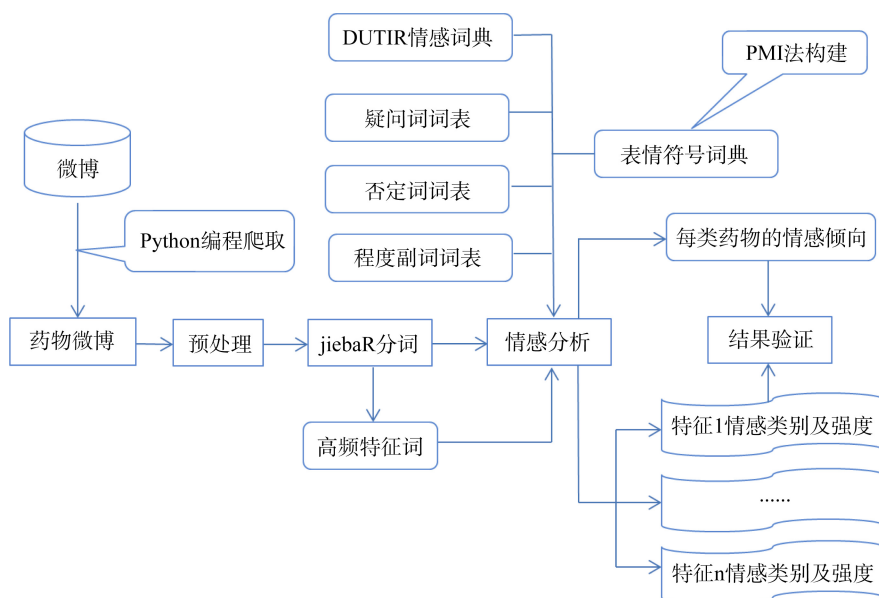 DUTIR情感词典
PMI法构建
疑问词词表
表情符号词典
微博
否定词词表
Python编程爬取
程度副词词表
每类药物的情感倾向
药物微博
预处理
jiebaR分词
情感分析
结果验证
高频特征词
特征1情感类别及强度
......
特征n情感类别及强度